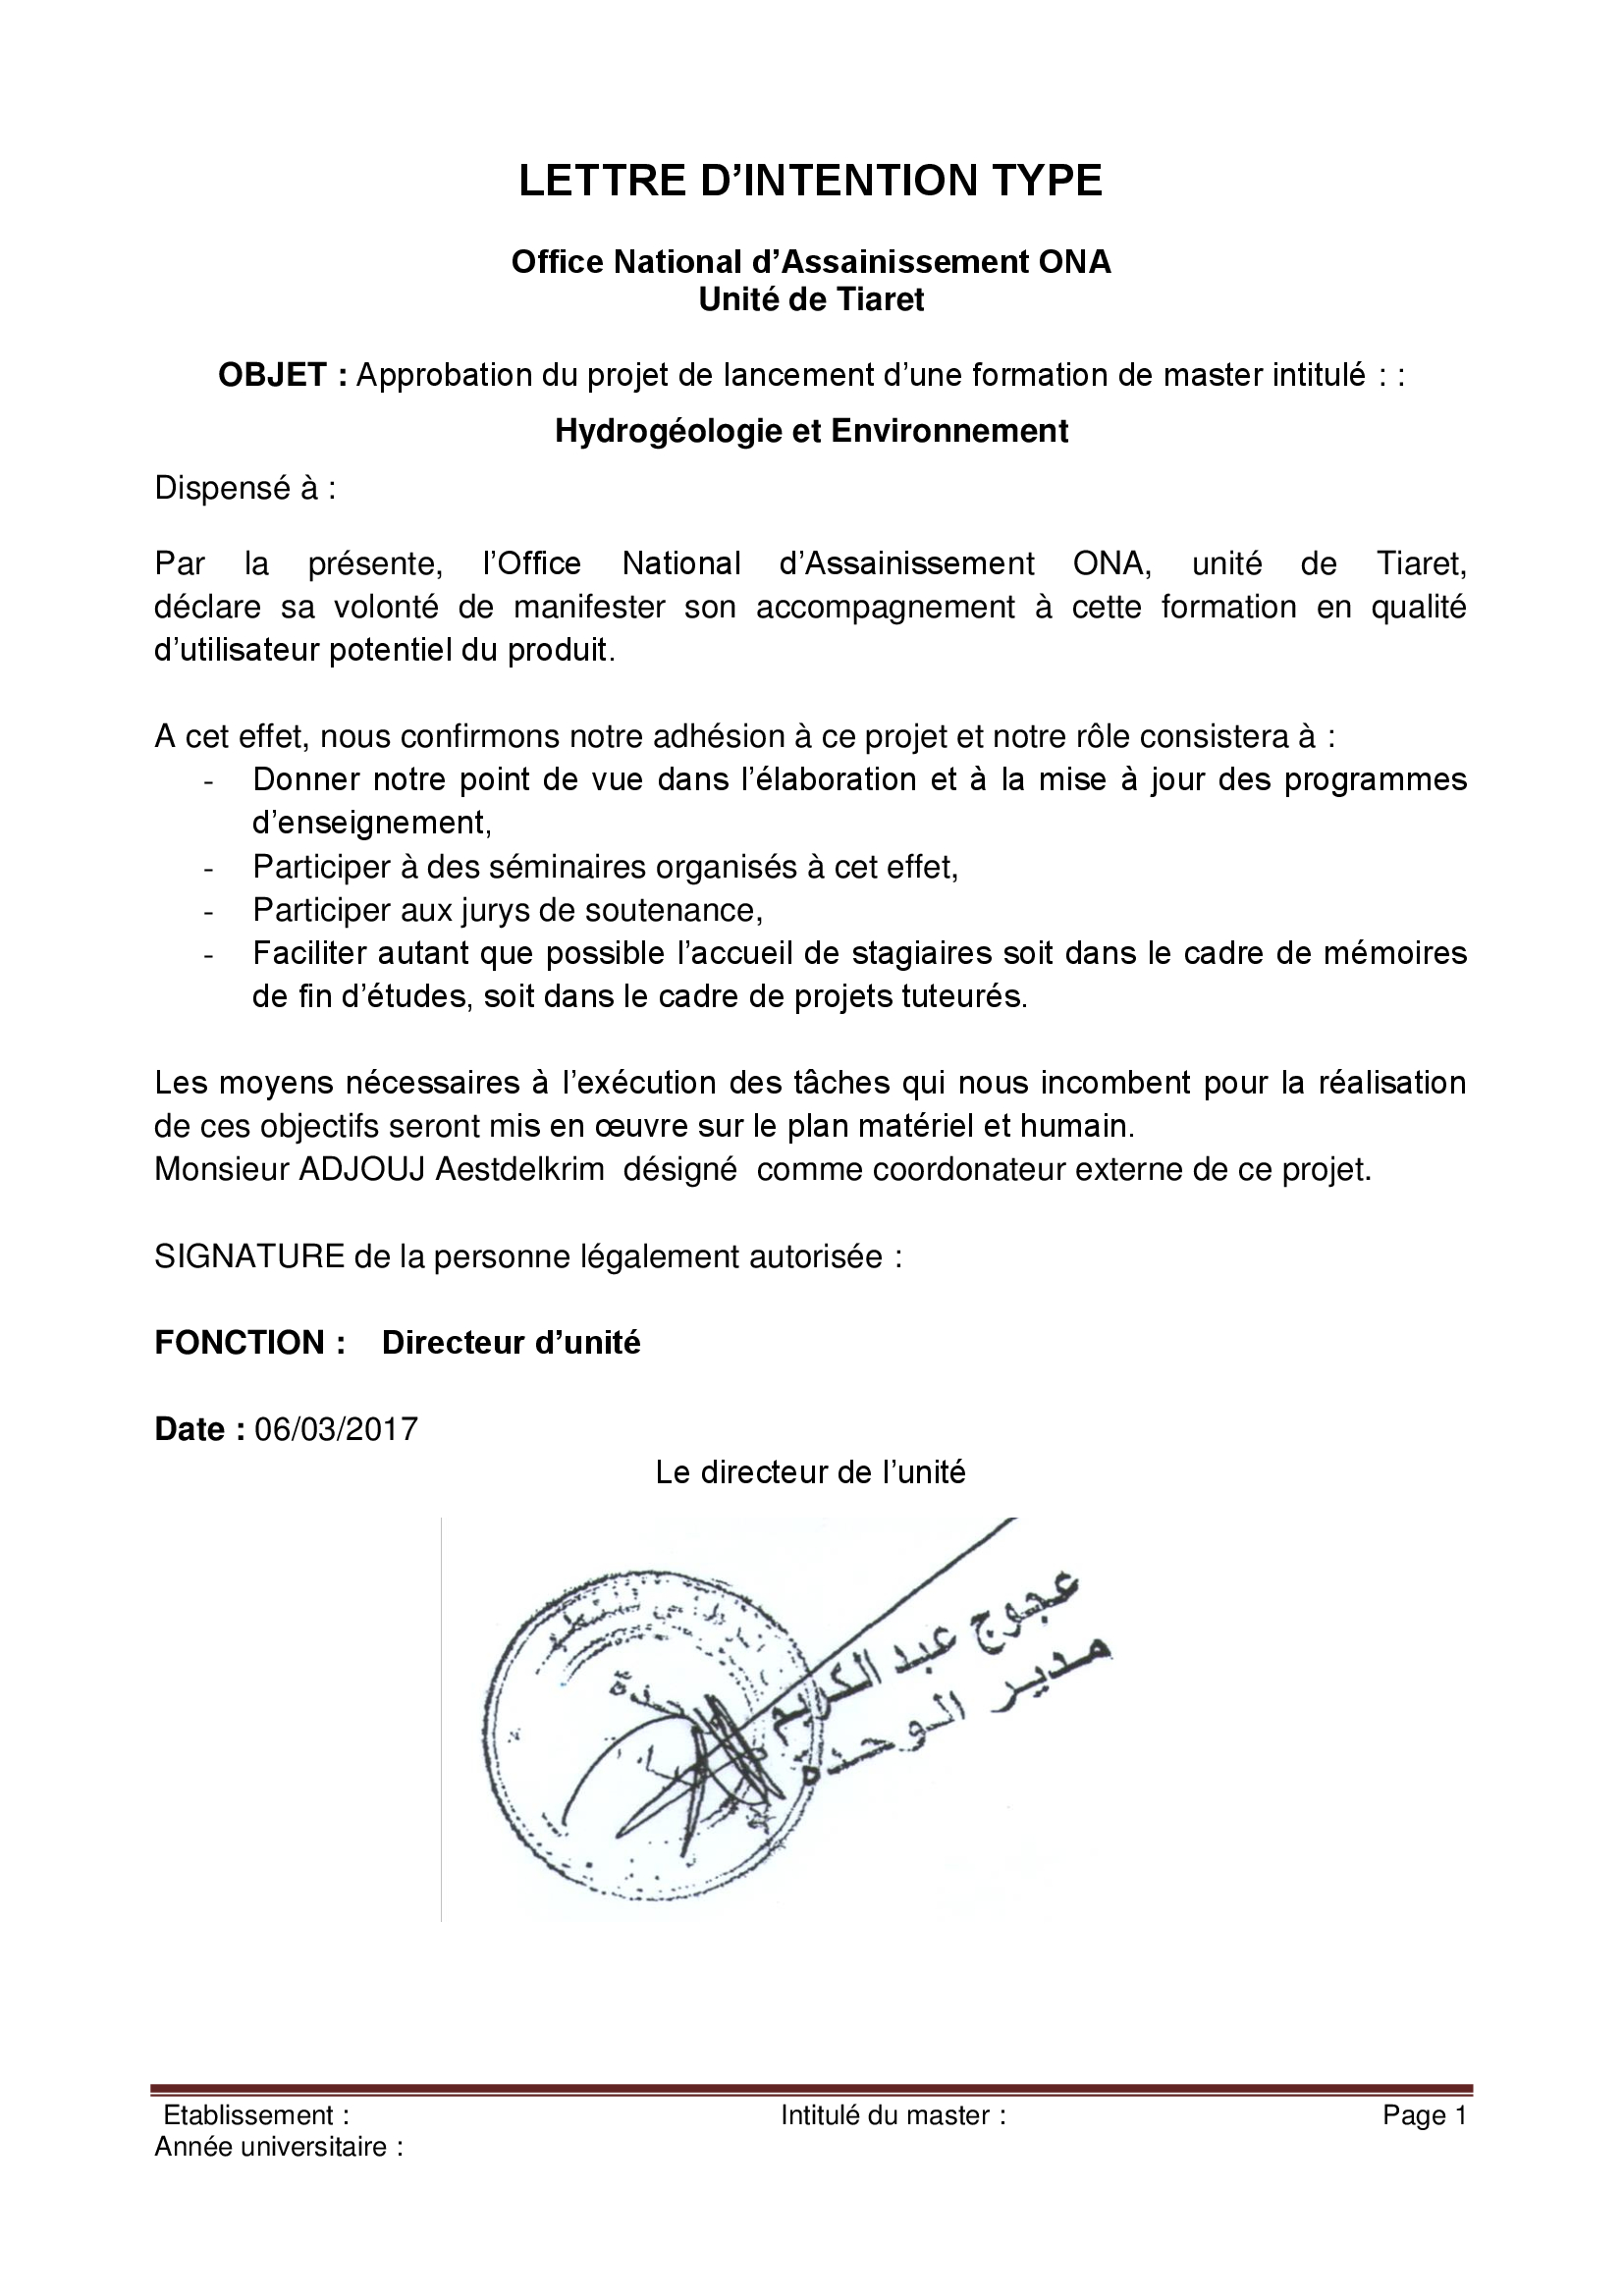 LETTRE D’INTENTION TYPE
Office National d’Assainissement ONA
Unité de Tiaret
OBJET : Approbation du projet de lancement d’une formation de master intitulé : :
Hydrogéologie et Environnement
Dispensé à :
Par la présente, l’Office National d’Assainissement ONA, unité de Tiaret,
déclare sa volonté de manifester son accompagnement à cette formation en qualité
d’utilisateur potentiel du produit.
A cet effet, nous confirmons notre adhésion à ce projet et notre rôle consistera à :
- Donner notre point de vue dans l’élaboration et à la mise à jour des programmes
d’enseignement,
- Participer à des séminaires organisés à cet effet,
- Participer aux jurys de soutenance,
- Faciliter autant que possible l’accueil de stagiaires soit dans le cadre de mémoires
de fin d’études, soit dans le cadre de projets tuteurés.
Les moyens nécessaires à l’exécution des tâches qui nous incombent pour la réalisation
de ces objectifs seront mis en œuvre sur le plan matériel et humain.
Monsieur ADJOUJ Aestdelkrim désigné comme coordonateur externe de ce projet.
SIGNATURE de la personne légalement autorisée :
FONCTION : Directeur d’unité
Date : 06/03/2017
Le directeur de l’unité
عجوج عبد الكريم
مدير الوحدة
Etablissement : Intitulé du master : Page 1
Année universitaire :